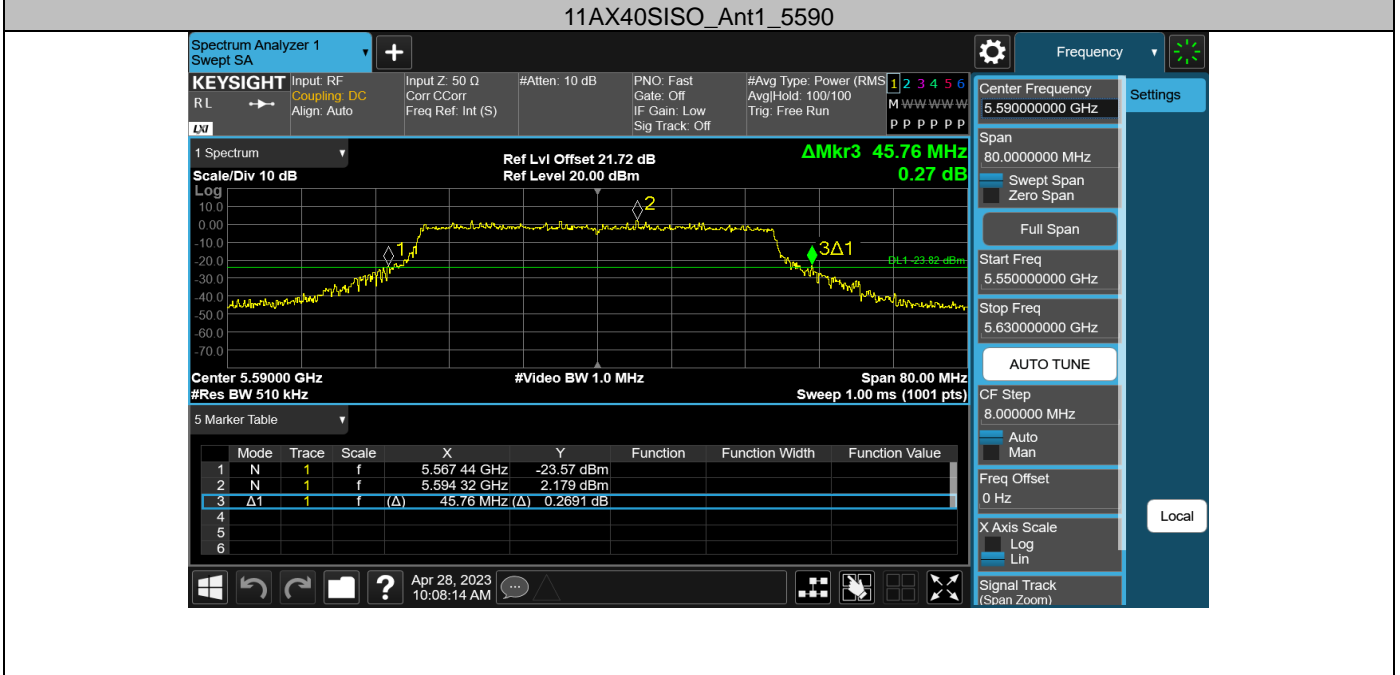 11AX40SISO_Ant1_5590
Spectrum Analyzer 1
Swept SA
+
Frequency
KEYSIGHT
R L
LXI
Input: RF
Coupling: DC
Align: Auto
Input Z: 50 Ω
Corr CCorr
Freq Ref: Int (S)
#Atten: 10 dB
PNO: Fast
Gate: Off
IF Gain: Low
Sig Track: Off
#Avg Type: Power (RMS
Avg|Hold: 100/100
Trig: Free Run
1 2 3 4 5 6
M W W W W W
P P P P P P
1 Spectrum
Scale/Div 10 dB
Ref Lvl Offset 21.72 dB
Ref Level 20.00 dBm
ΔMkr3 45.76 MHz
0.27 dB
Log
10.0
0.00
-10.0
-20.0
-30.0
-40.0
-50.0
-60.0
-70.0
1
2
3Δ1
DL1 -23.82 dBm
Center 5.59000 GHz
#Video BW 1.0 MHz
Span 80.00 MHz
#Res BW 510 kHz
Sweep 1.00 ms (1001 pts)
5 Marker Table
Mode Trace Scale X Y Function Function Width Function Value
1 N 1 f 5.567 44 GHz -23.57 dBm
2 N 1 f 5.594 32 GHz 2.179 dBm
3 Δ1 1 f (Δ) 45.76 MHz (Δ) 0.2691 dB
4
5
6
?
Apr 28, 2023
10:08:14 AM
Center Frequency
5.590000000 GHz
Settings
Span
80.0000000 MHz
Swept Span
Zero Span
Full Span
Start Freq
5.550000000 GHz
Stop Freq
5.630000000 GHz
AUTO TUNE
CF Step
8.000000 MHz
Auto
Man
Freq Offset
0 Hz
X Axis Scale
Log
Lin
Local
Signal Track
(Span Zoom)